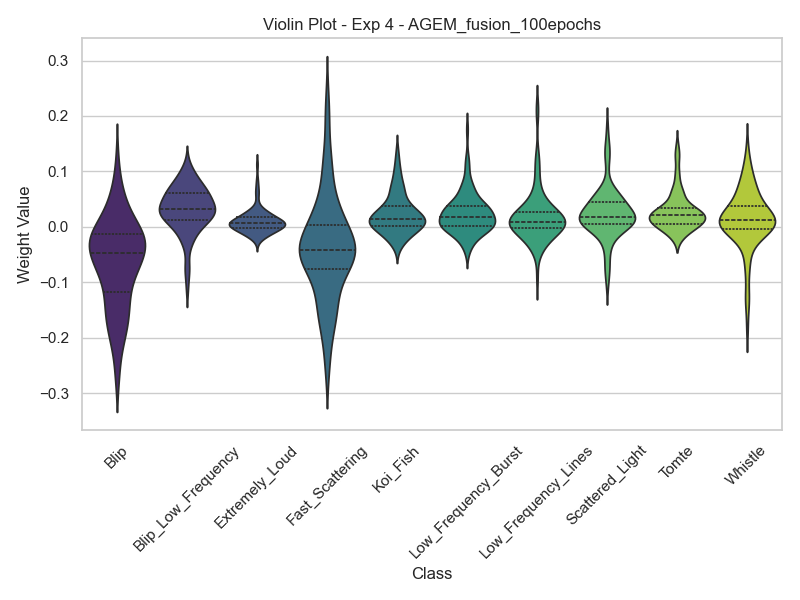 Violin Plot - Exp 4 - AGEM_fusion_100epochs
Weight Value
0.3
0.2
0.1
0.0
−0.1
−0.2
−0.3
Blip
Blip_Low_Frequency
Extremely_Loud
Fast_Scattering
Koi_Fish
Low_Frequency_Burst
Low_Frequency_Lines
Scattered_Light
Tomte
Whistle
Class